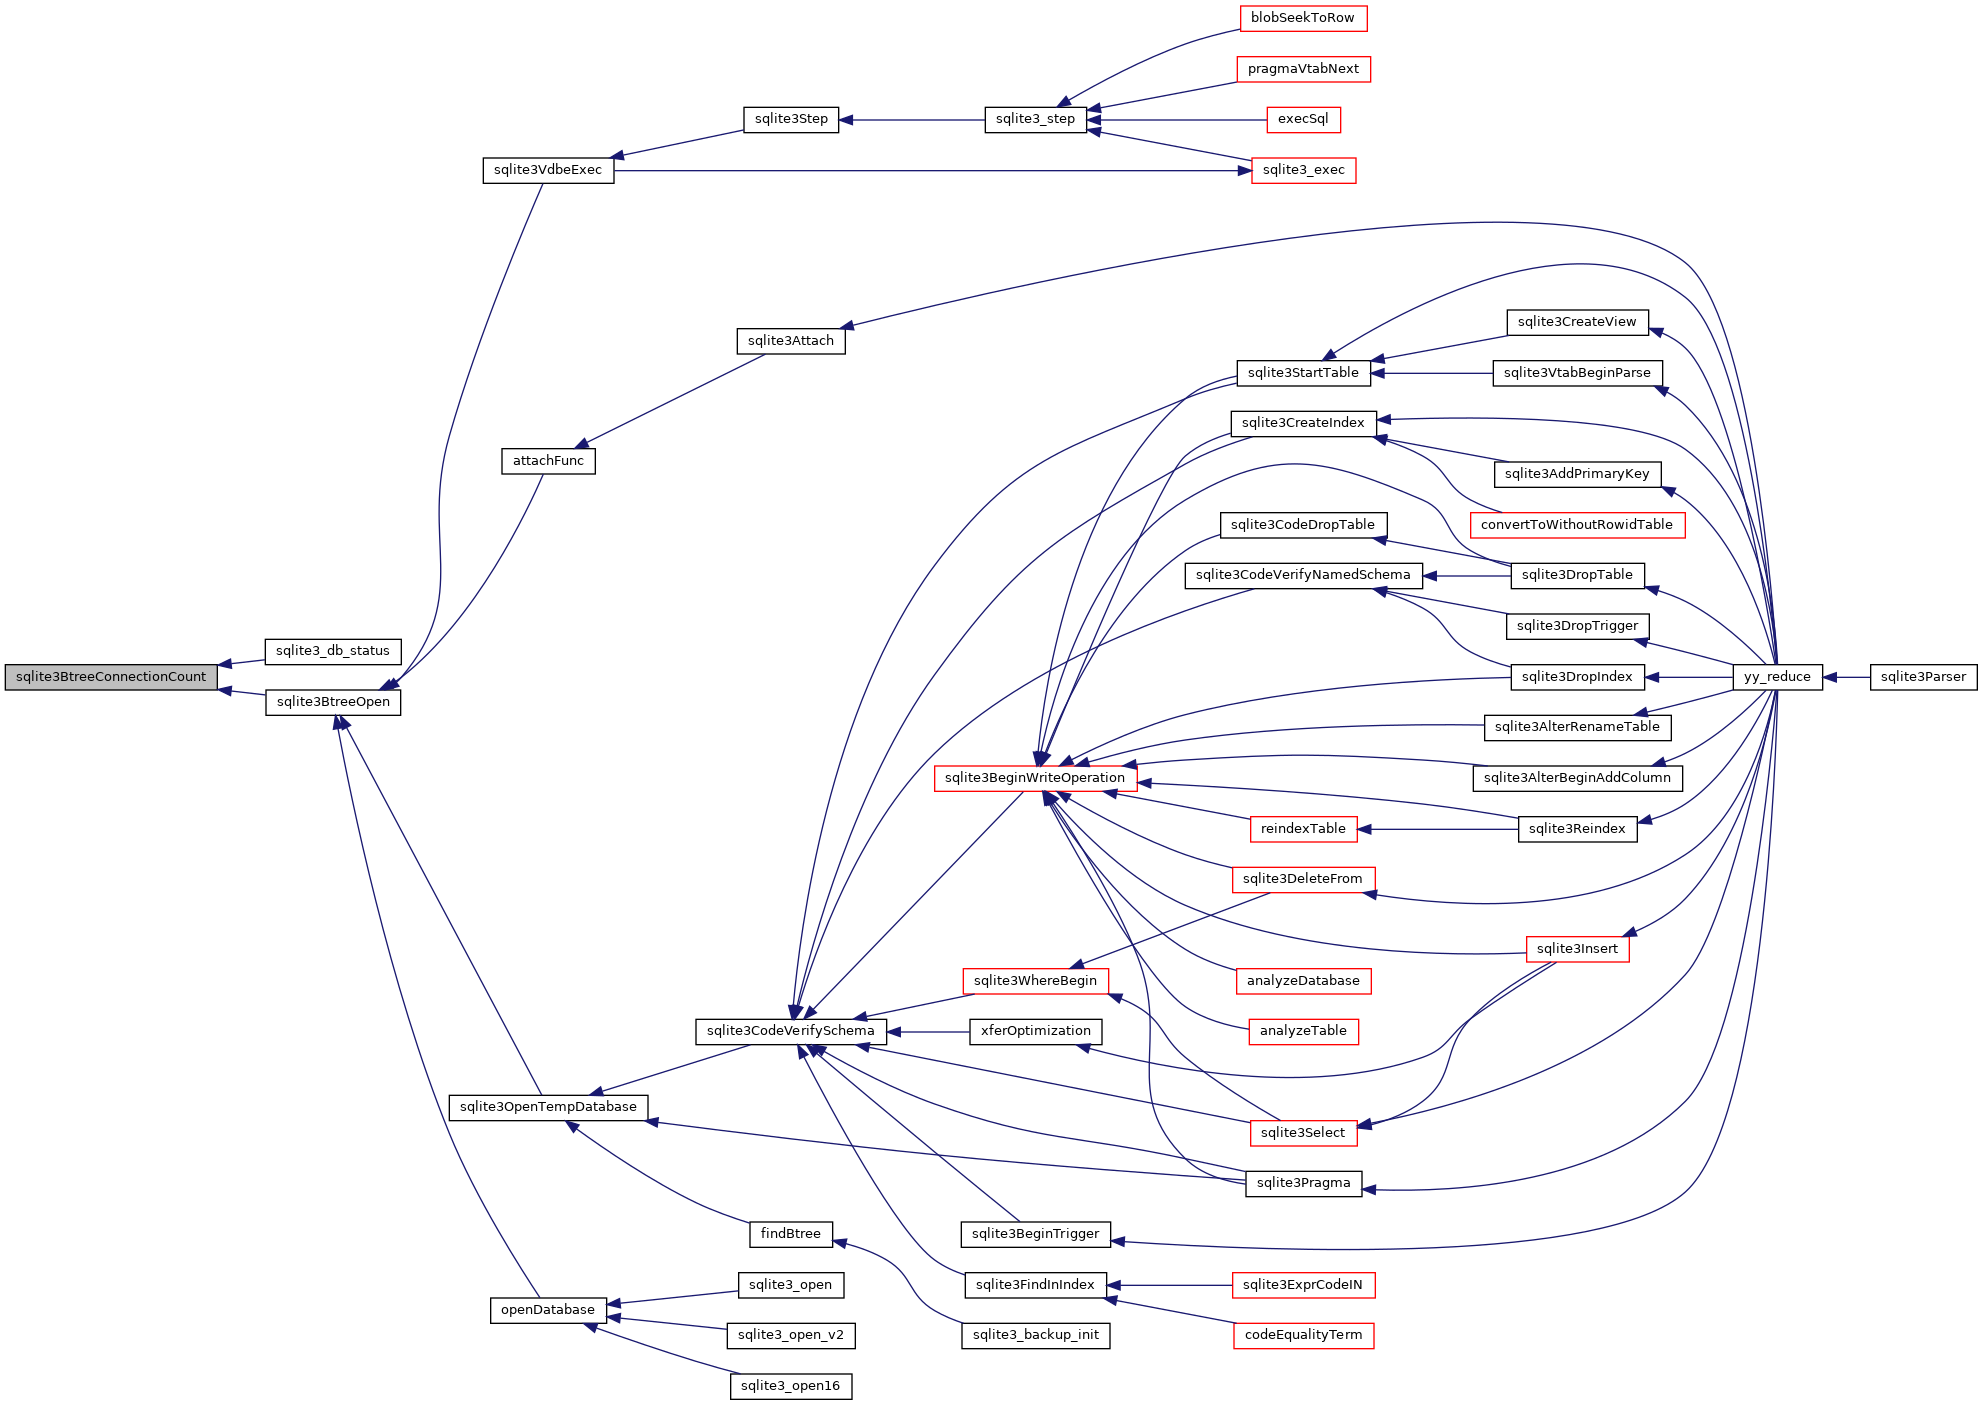 blobSeekToRow
pragmaVtabNext
sqlite3Step
sqlite3_step
execSql
sqlite3VdbeExec
sqlite3_exec
sqlite3CreateView
sqlite3Attach
sqlite3StartTable
sqlite3VtabBeginParse
sqlite3CreateIndex
attachFunc
sqlite3AddPrimaryKey
sqlite3CodeDropTable
convertToWithoutRowidTable
sqlite3CodeVerifyNamedSchema
sqlite3DropTable
sqlite3DropTrigger
sqlite3_db_status
sqlite3BtreeConnectionCount
sqlite3DropIndex
yy_reduce
sqlite3Parser
sqlite3BtreeOpen
sqlite3AlterRenameTable
sqlite3BeginWriteOperation
sqlite3AlterBeginAddColumn
reindexTable
sqlite3Reindex
sqlite3DeleteFrom
sqlite3Insert
sqlite3WhereBegin
analyzeDatabase
sqlite3CodeVerifySchema
xferOptimization
analyzeTable
sqlite3OpenTempDatabase
sqlite3Select
sqlite3Pragma
findBtree
sqlite3BeginTrigger
sqlite3_open
sqlite3FindInIndex
sqlite3ExprCodeIN
openDatabase
sqlite3_open_v2
sqlite3_backup_init
codeEqualityTerm
sqlite3_open16